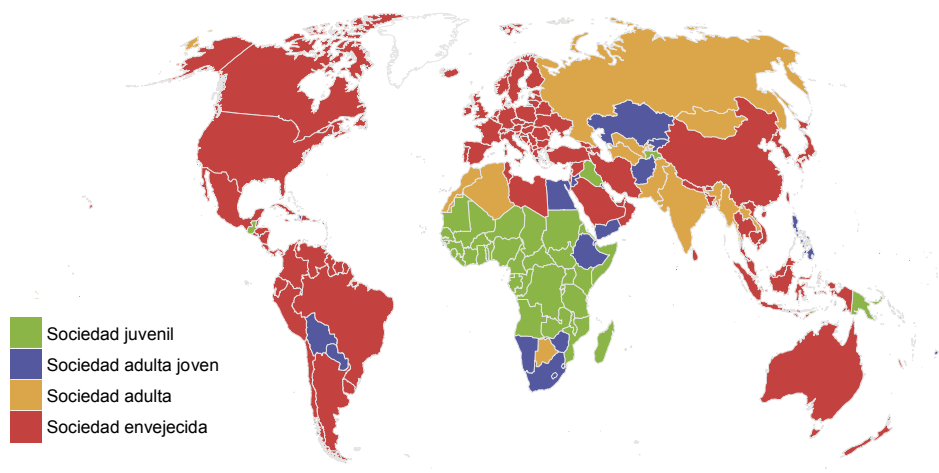 Sociedad juvenil
Sociedad adulta joven
Sociedad adulta
Sociedad envejecida